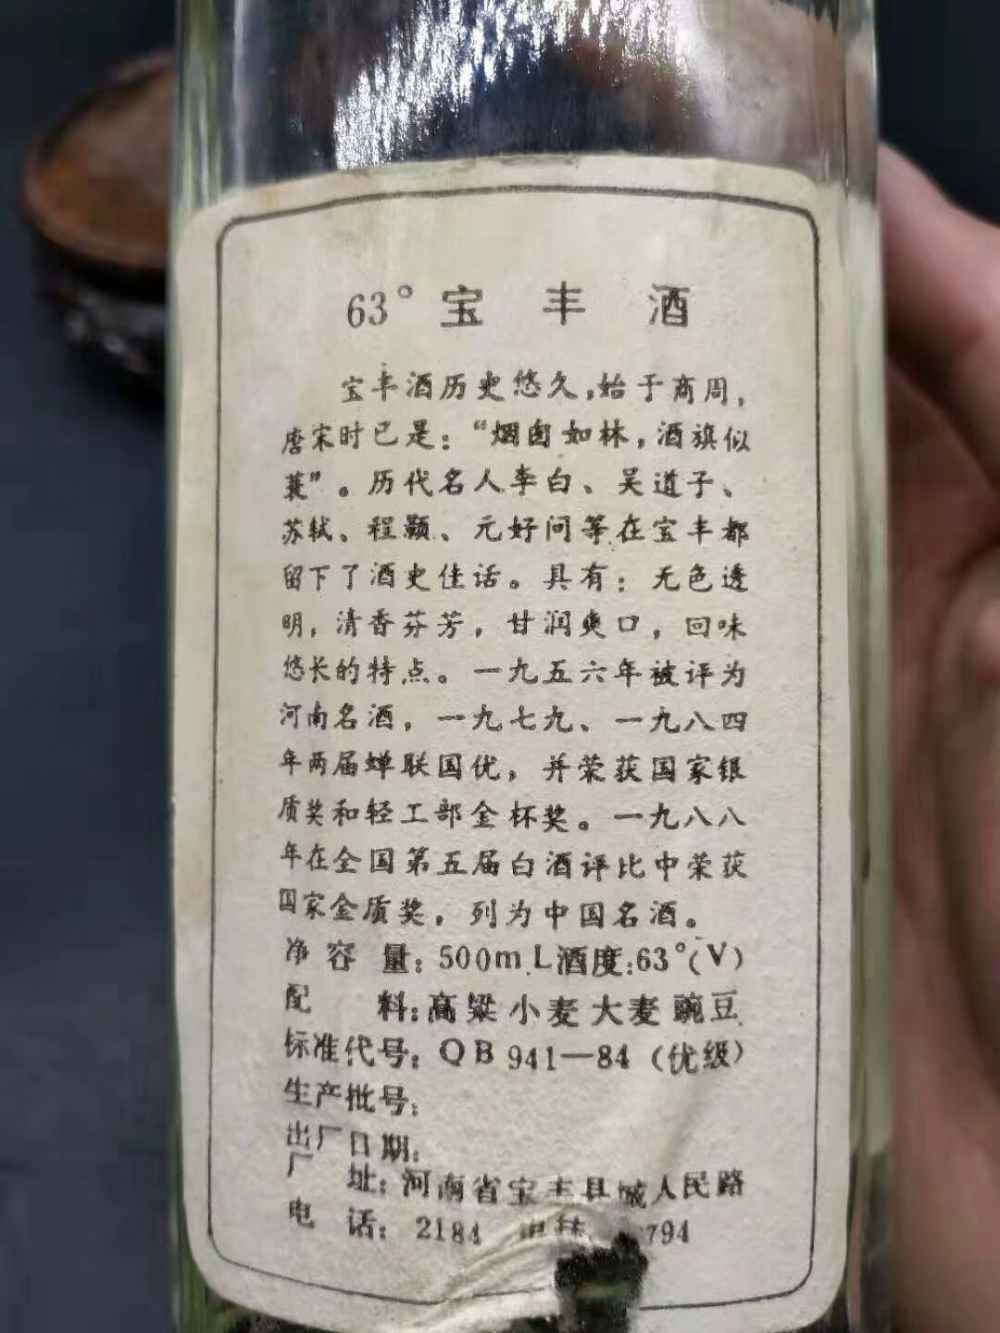 63°宝丰酒
宝丰酒历史悠久，始于商周，
唐宋时已是：“烟囱如林，酒旗似
蓑”。历代名人李白、吴道子、
苏轼、程颢、元好问等在宝丰都
留下了酒史佳话。具有：无色透
明，清香芬芳，甘润爽口，回味
悠长的特点。一九五六年被评为
河南名酒，一九七九、一九八四
年两届蝉联国优，并荣获国家银
质奖和轻工部金杯奖。一九八八
年在全国第五届白酒评比中荣获
国家金质奖，列为中国名酒。
净容量：500mL酒度：63°(V)
配料：高粱小麦大麦豌豆
标准代号：QB941—84（优级）
生产批号：
出厂日期：
厂址：河南省宝丰县城人民路
电话：2184 电挂 794